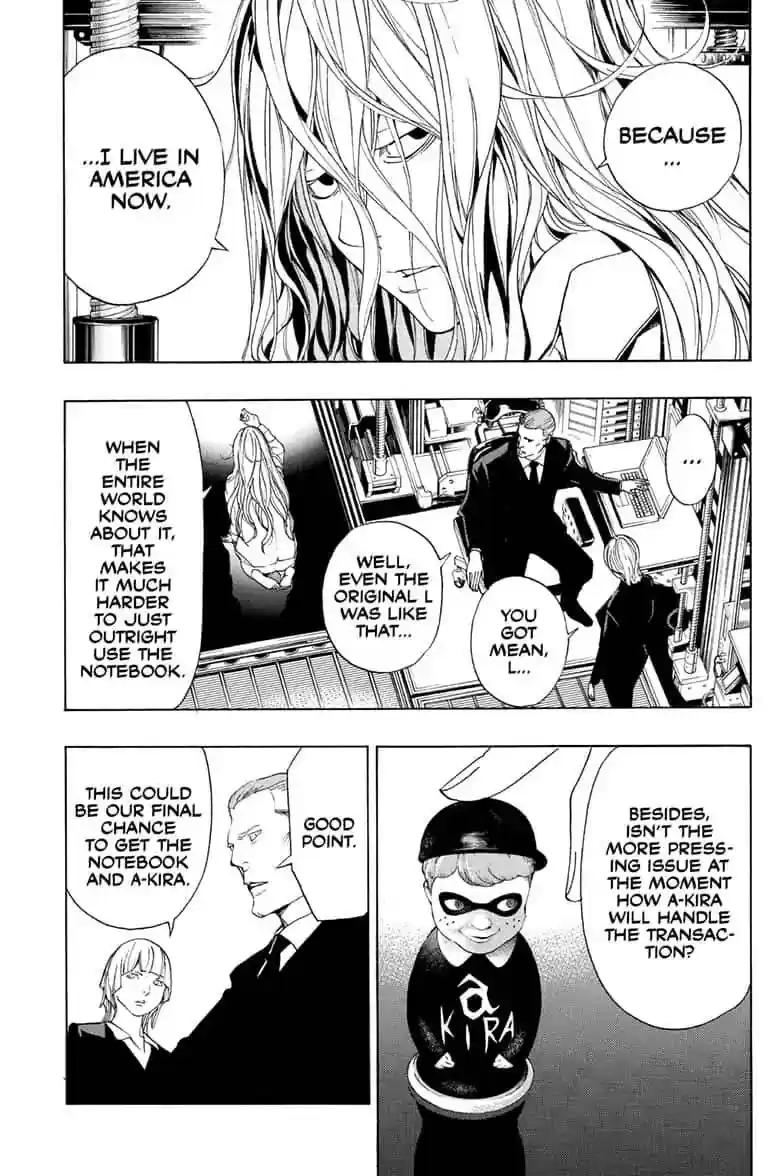 BECAUSE
...
...I LIVE IN
AMERICA
NOW.
...
YOU
GOT
MEAN,
L...
WELL,
EVEN THE
ORIGINAL L
WAS LIKE
THAT...
WHEN
THE
ENTIRE
WORLD
KNOWS
ABOUT IT,
THAT
MAKES
IT MUCH
HARDER
TO JUST
OUTRIGHT
USE THE
NOTEBOOK.
BESIDES,
ISN'T THE
MORE PRESS-
ING ISSUE AT
THE MOMENT
HOW A-KIRA
WILL HANDLE
THE TRANSAC-
TION?
â
KIRA
GOOD
POINT.
THIS COULD
BE OUR FINAL
CHANCE
TO GET THE
NOTEBOOK
AND A-KIRA.